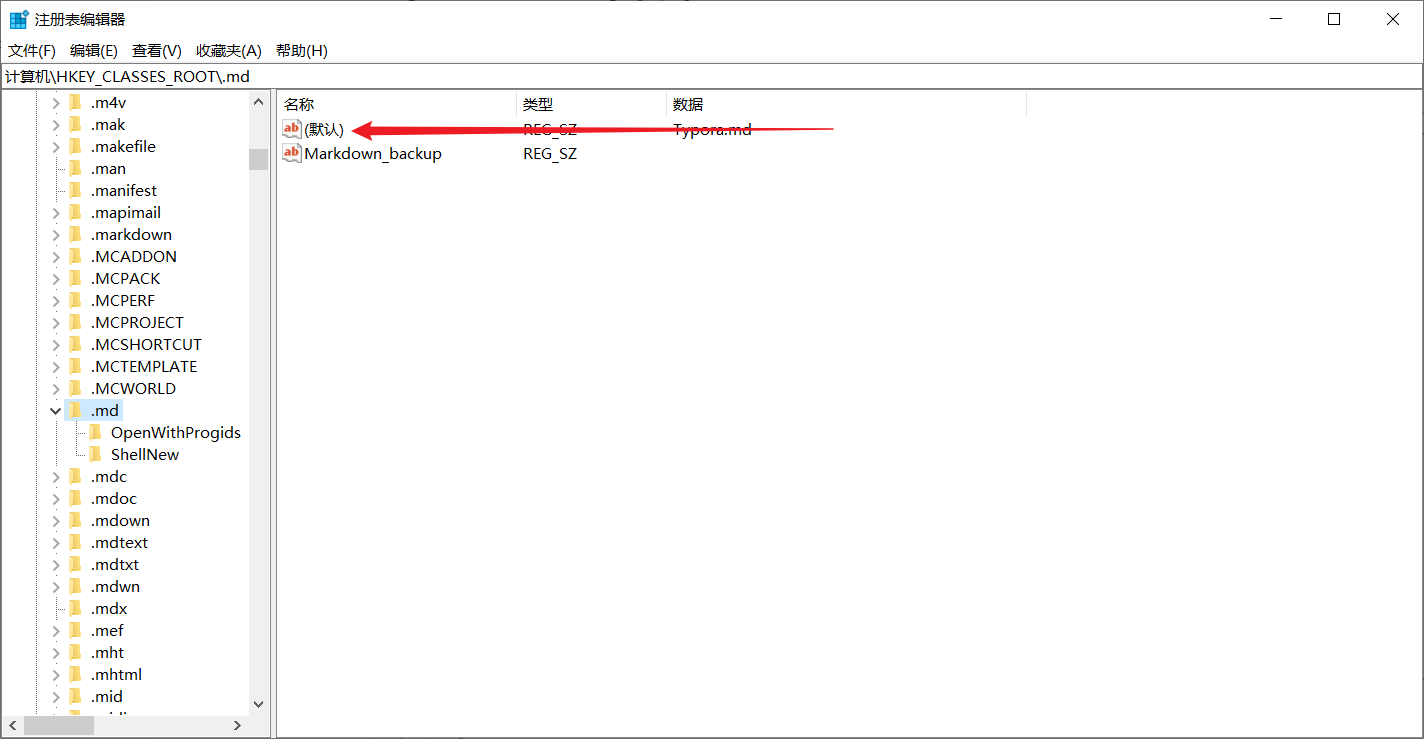 注册表编辑器
文件(F) 编辑(E) 查看(V) 收藏夹(A) 帮助(H)
计算机\HKEY_CLASSES_ROOT\.md
.m4v
.mak
.makefile
.man
.manifest
.mapimail
.markdown
.MCADDON
.MCPACK
.MCPERF
.MCPROJECT
.MCSHORTCUT
.MCTEMPLATE
.MCWORLD
.md
OpenWithProgids
ShellNew
.mdc
.mdoc
.mdown
.mdtext
.mdtxt
.mdwn
.mdx
.mef
.mht
.mhtml
.mid
名称 类型 数据
(默认) REG_SZ Typora.md
Markdown_backup REG_SZ